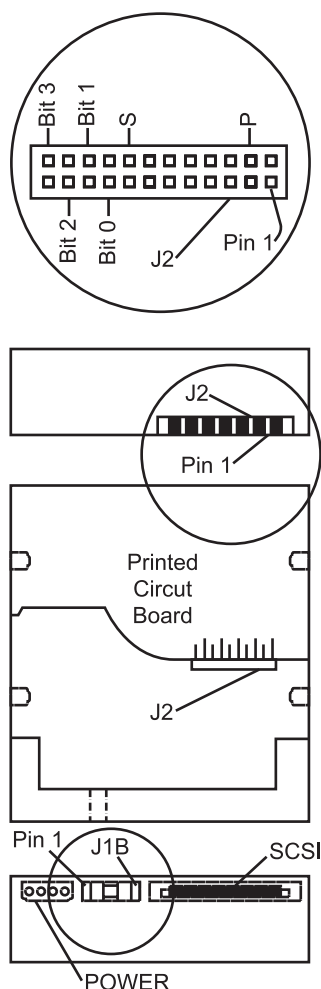 Bit 3
Bit 1
S
P
Bit 2
Bit 0
J2
Pin 1
J2
Pin 1
Printed
Circut
Board
J2
Pin 1
J1B
SCSI
POWER